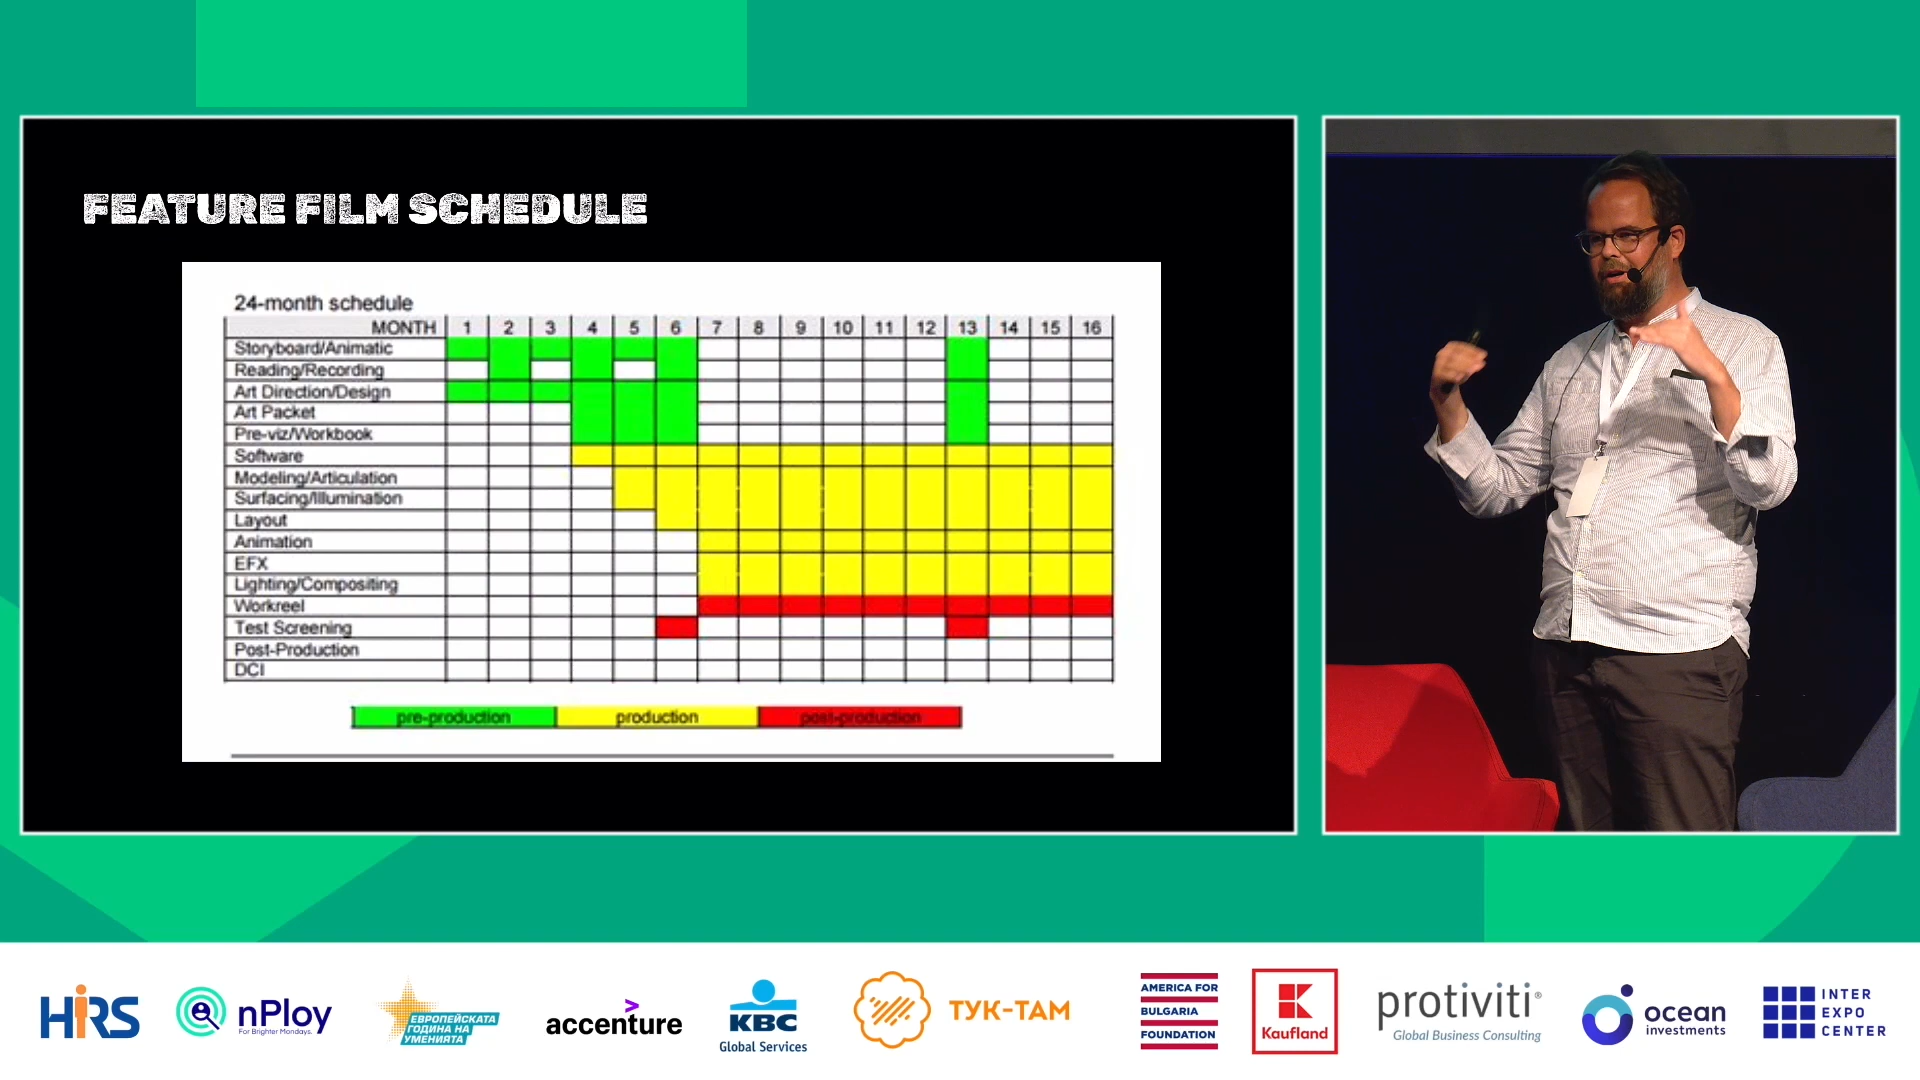 FEATURE FILM SCHEDULE
24-month schedule
MONTH 1 2 3 4 5 6 7 8 9 10 11 12 13 14 15 16
Storyboard/Animatic
Reading/Recording
Art Direction/Design
Art Packet
Pre-viz/Workbook
Software
Modeling/Articulation
Surfacing/Illumination
Layout
Animation
EFX
Lighting/Compositing
Workreel
Test Screening
Post-Production
DCI
pre-production production post-production
HRS
nPloy
For Brighter Mondays.
ЕВРОПЕЙСКАТА
ГОДИНА НА
УМЕНИЯТА
accenture
KBC
Global Services
ТУК-ТАМ
AMERICA FOR
BULGARIA
FOUNDATION
Kaufland
protiviti®
Global Business Consulting
ocean
investments
INTER
EXPO
CENTER